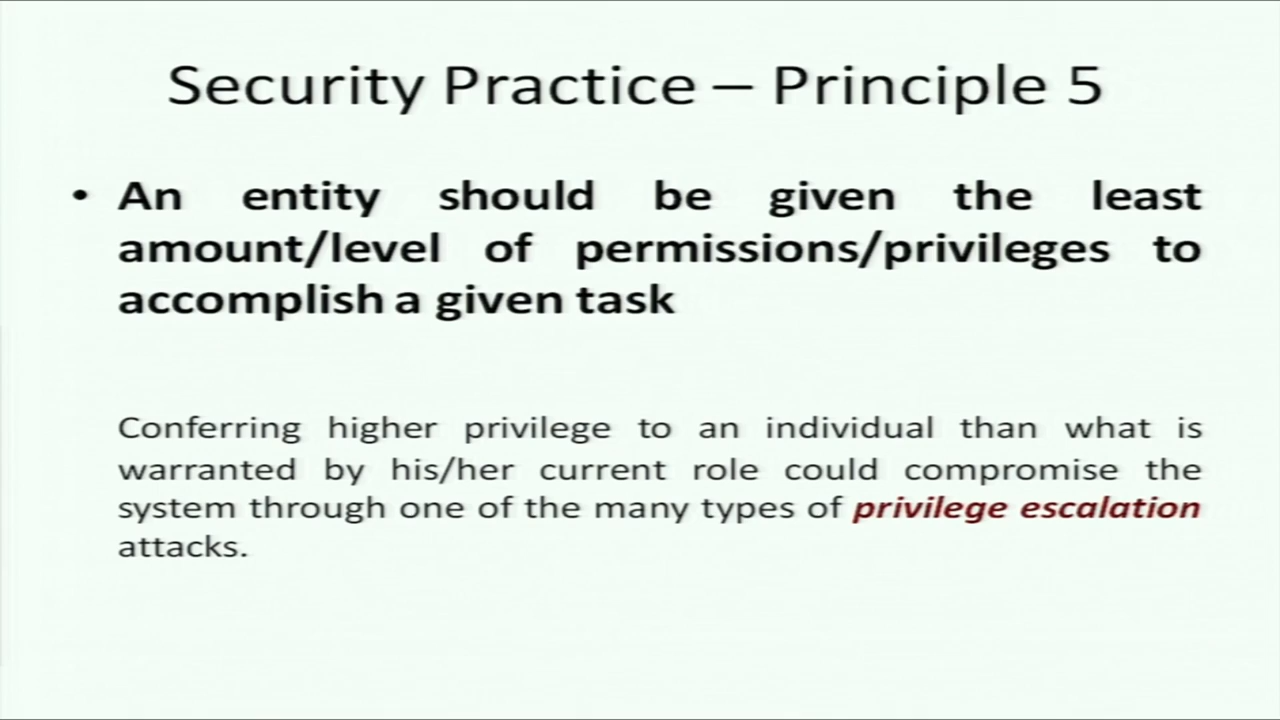 Security Practice – Principle 5
• An entity should be given the least
amount/level of permissions/privileges to
accomplish a given task
Conferring higher privilege to an individual than what is
warranted by his/her current role could compromise the
system through one of the many types of privilege escalation
attacks.